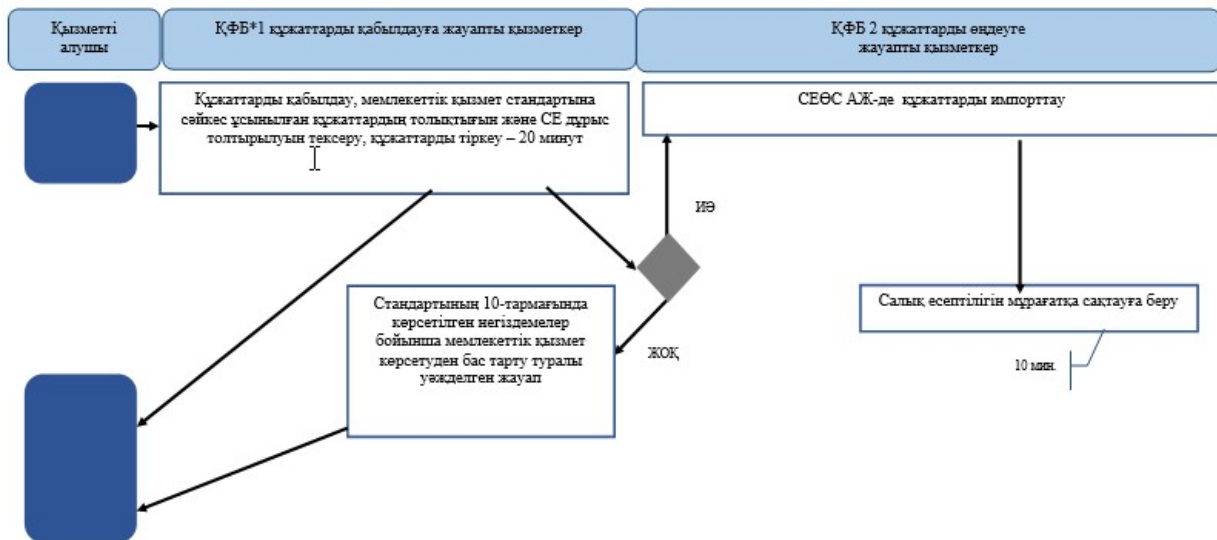 Қызметті
алушы
ҚФБ*1 құжаттарды қабылдауға жауапты қызметкер
ҚФБ 2 құжаттарды өңдеуге
жауапты қызметкер
Құжаттарды қабылдау, мемлекеттік қызмет стандартына
сәйкес ұсынылған құжаттардың толықтығын және СЕ дұрыс
толтырылуын тексеру, құжаттарды тіркеу – 20 минут
СЕӨС АЖ-де құжаттарды импорттау
ИӘ
Стандартының 10-тармағында
көрсетілген негіздемелер
бойынша мемлекеттік қызмет
көрсетуден бас тарту туралы
уәжделген жауап
ЖОҚ
Салық есептілігін мұрағатқа сақтауға беру
10 мин.